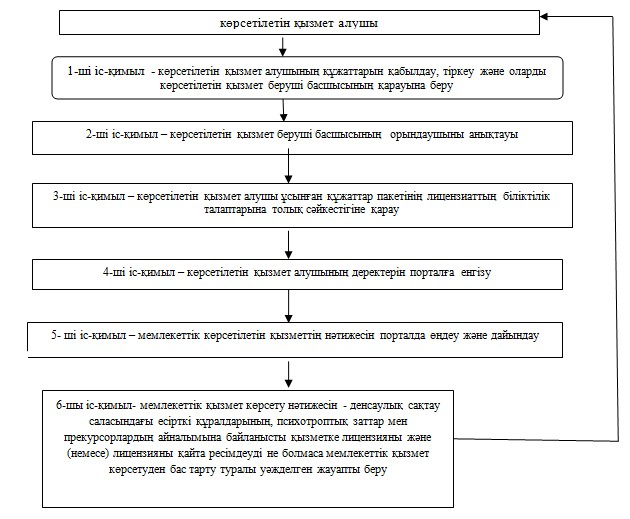 көрсетілетін қызмет алушы
1-ші іс-қимыл - көрсетілетін қызмет алушының құжаттарын қабылдау, тіркеу және оларды
көрсетілетін қызмет беруші басшысының қарауына беру
2-ші іс-қимыл – көрсетілетін қызмет беруші басшысының орындаушыны анықтауы
3-ші іс-қимыл – көрсетілетін қызмет алушы ұсынған құжаттар пакетінің лицензиаттың біліктілік
талаптарына толық сәйкестігіне қарау
4-ші іс-қимыл – көрсетілетін қызмет алушының деректерін порталға енгізу
5- ші іс-қимыл – мемлекеттік көрсетілетін қызметтің нәтижесін порталда өңдеу және дайындау
6-шы іс-қимыл- мемлекеттік қызмет көрсету нәтижесін - денсаулық сақтау
саласындағы есірткі құралдарының, психотроптық заттар мен
прекурсорлардың айналымына байланысты қызметке лицензияны және
(немесе) лицензияны қайта ресімдеуді не болмаса мемлекеттік қызмет
көрсетуден бас тарту туралы уәжделген жауапты беру